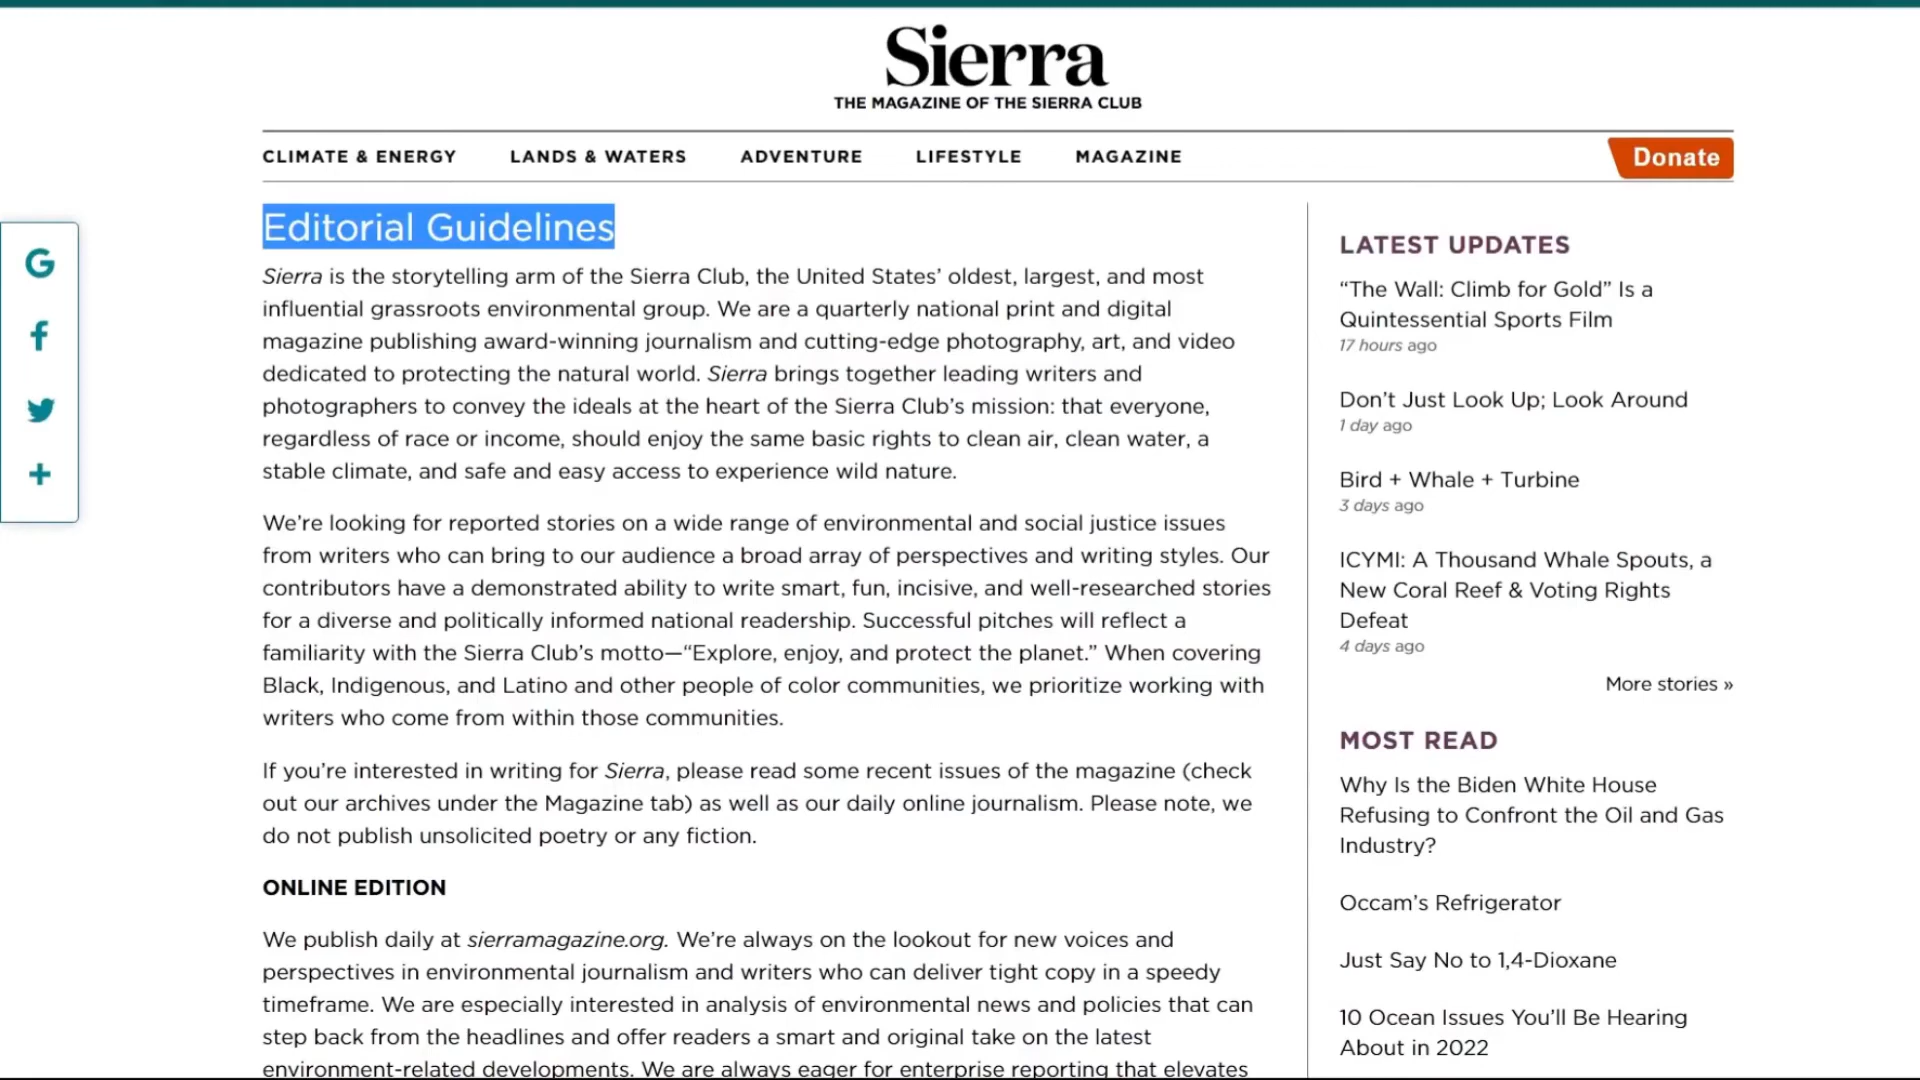 Sierra
THE MAGAZINE OF THE SIERRA CLUB
CLIMATE & ENERGY LANDS & WATERS ADVENTURE LIFESTYLE MAGAZINE Donate
Editorial Guidelines
Sierra is the storytelling arm of the Sierra Club, the United States’ oldest, largest, and most
influential grassroots environmental group. We are a quarterly national print and digital
magazine publishing award-winning journalism and cutting-edge photography, art, and video
dedicated to protecting the natural world. Sierra brings together leading writers and
photographers to convey the ideals at the heart of the Sierra Club’s mission: that everyone,
regardless of race or income, should enjoy the same basic rights to clean air, clean water, a
stable climate, and safe and easy access to experience wild nature.
We’re looking for reported stories on a wide range of environmental and social justice issues
from writers who can bring to our audience a broad array of perspectives and writing styles. Our
contributors have a demonstrated ability to write smart, fun, incisive, and well-researched stories
for a diverse and politically informed national readership. Successful pitches will reflect a
familiarity with the Sierra Club’s motto—“Explore, enjoy, and protect the planet.” When covering
Black, Indigenous, and Latino and other people of color communities, we prioritize working with
writers who come from within those communities.
If you’re interested in writing for Sierra, please read some recent issues of the magazine (check
out our archives under the Magazine tab) as well as our daily online journalism. Please note, we
do not publish unsolicited poetry or any fiction.
ONLINE EDITION
We publish daily at sierramagazine.org. We’re always on the lookout for new voices and
perspectives in environmental journalism and writers who can deliver tight copy in a speedy
timeframe. We are especially interested in analysis of environmental news and policies that can
step back from the headlines and offer readers a smart and original take on the latest
environment-related developments. We are always eager for enterprise reporting that elevates
LATEST UPDATES
“The Wall: Climb for Gold” Is a
Quintessential Sports Film
17 hours ago
Don’t Just Look Up; Look Around
1 day ago
Bird + Whale + Turbine
3 days ago
ICYMI: A Thousand Whale Spouts, a
New Coral Reef & Voting Rights
Defeat
4 days ago
More stories »
MOST READ
Why Is the Biden White House
Refusing to Confront the Oil and Gas
Industry?
Occam’s Refrigerator
Just Say No to 1,4-Dioxane
10 Ocean Issues You’ll Be Hearing
About in 2022